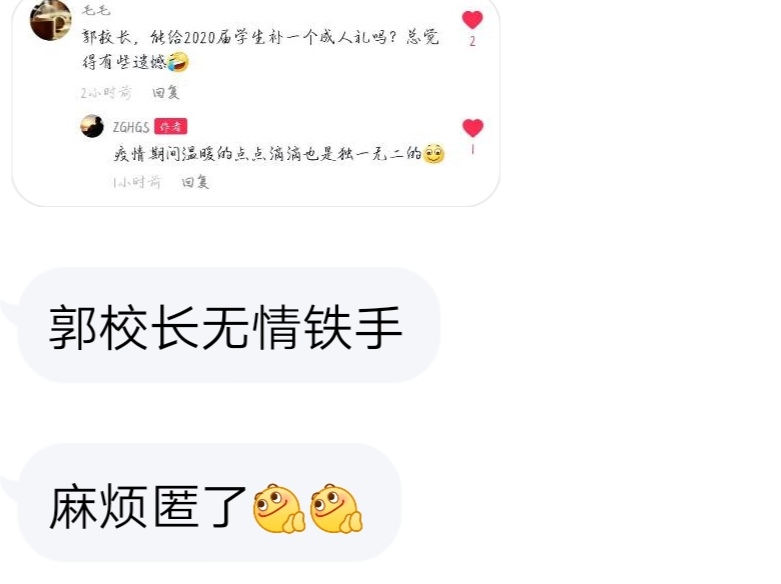 毛毛
郭校长，能给2020届学生补一个成人礼吗？总觉
得有些遗憾
2
2小时前 回复
ZGHGS 作者
疫情期间温暖的点点滴滴也是独一无二的
1
1小时前 回复
郭校长无情铁手
麻烦匿了